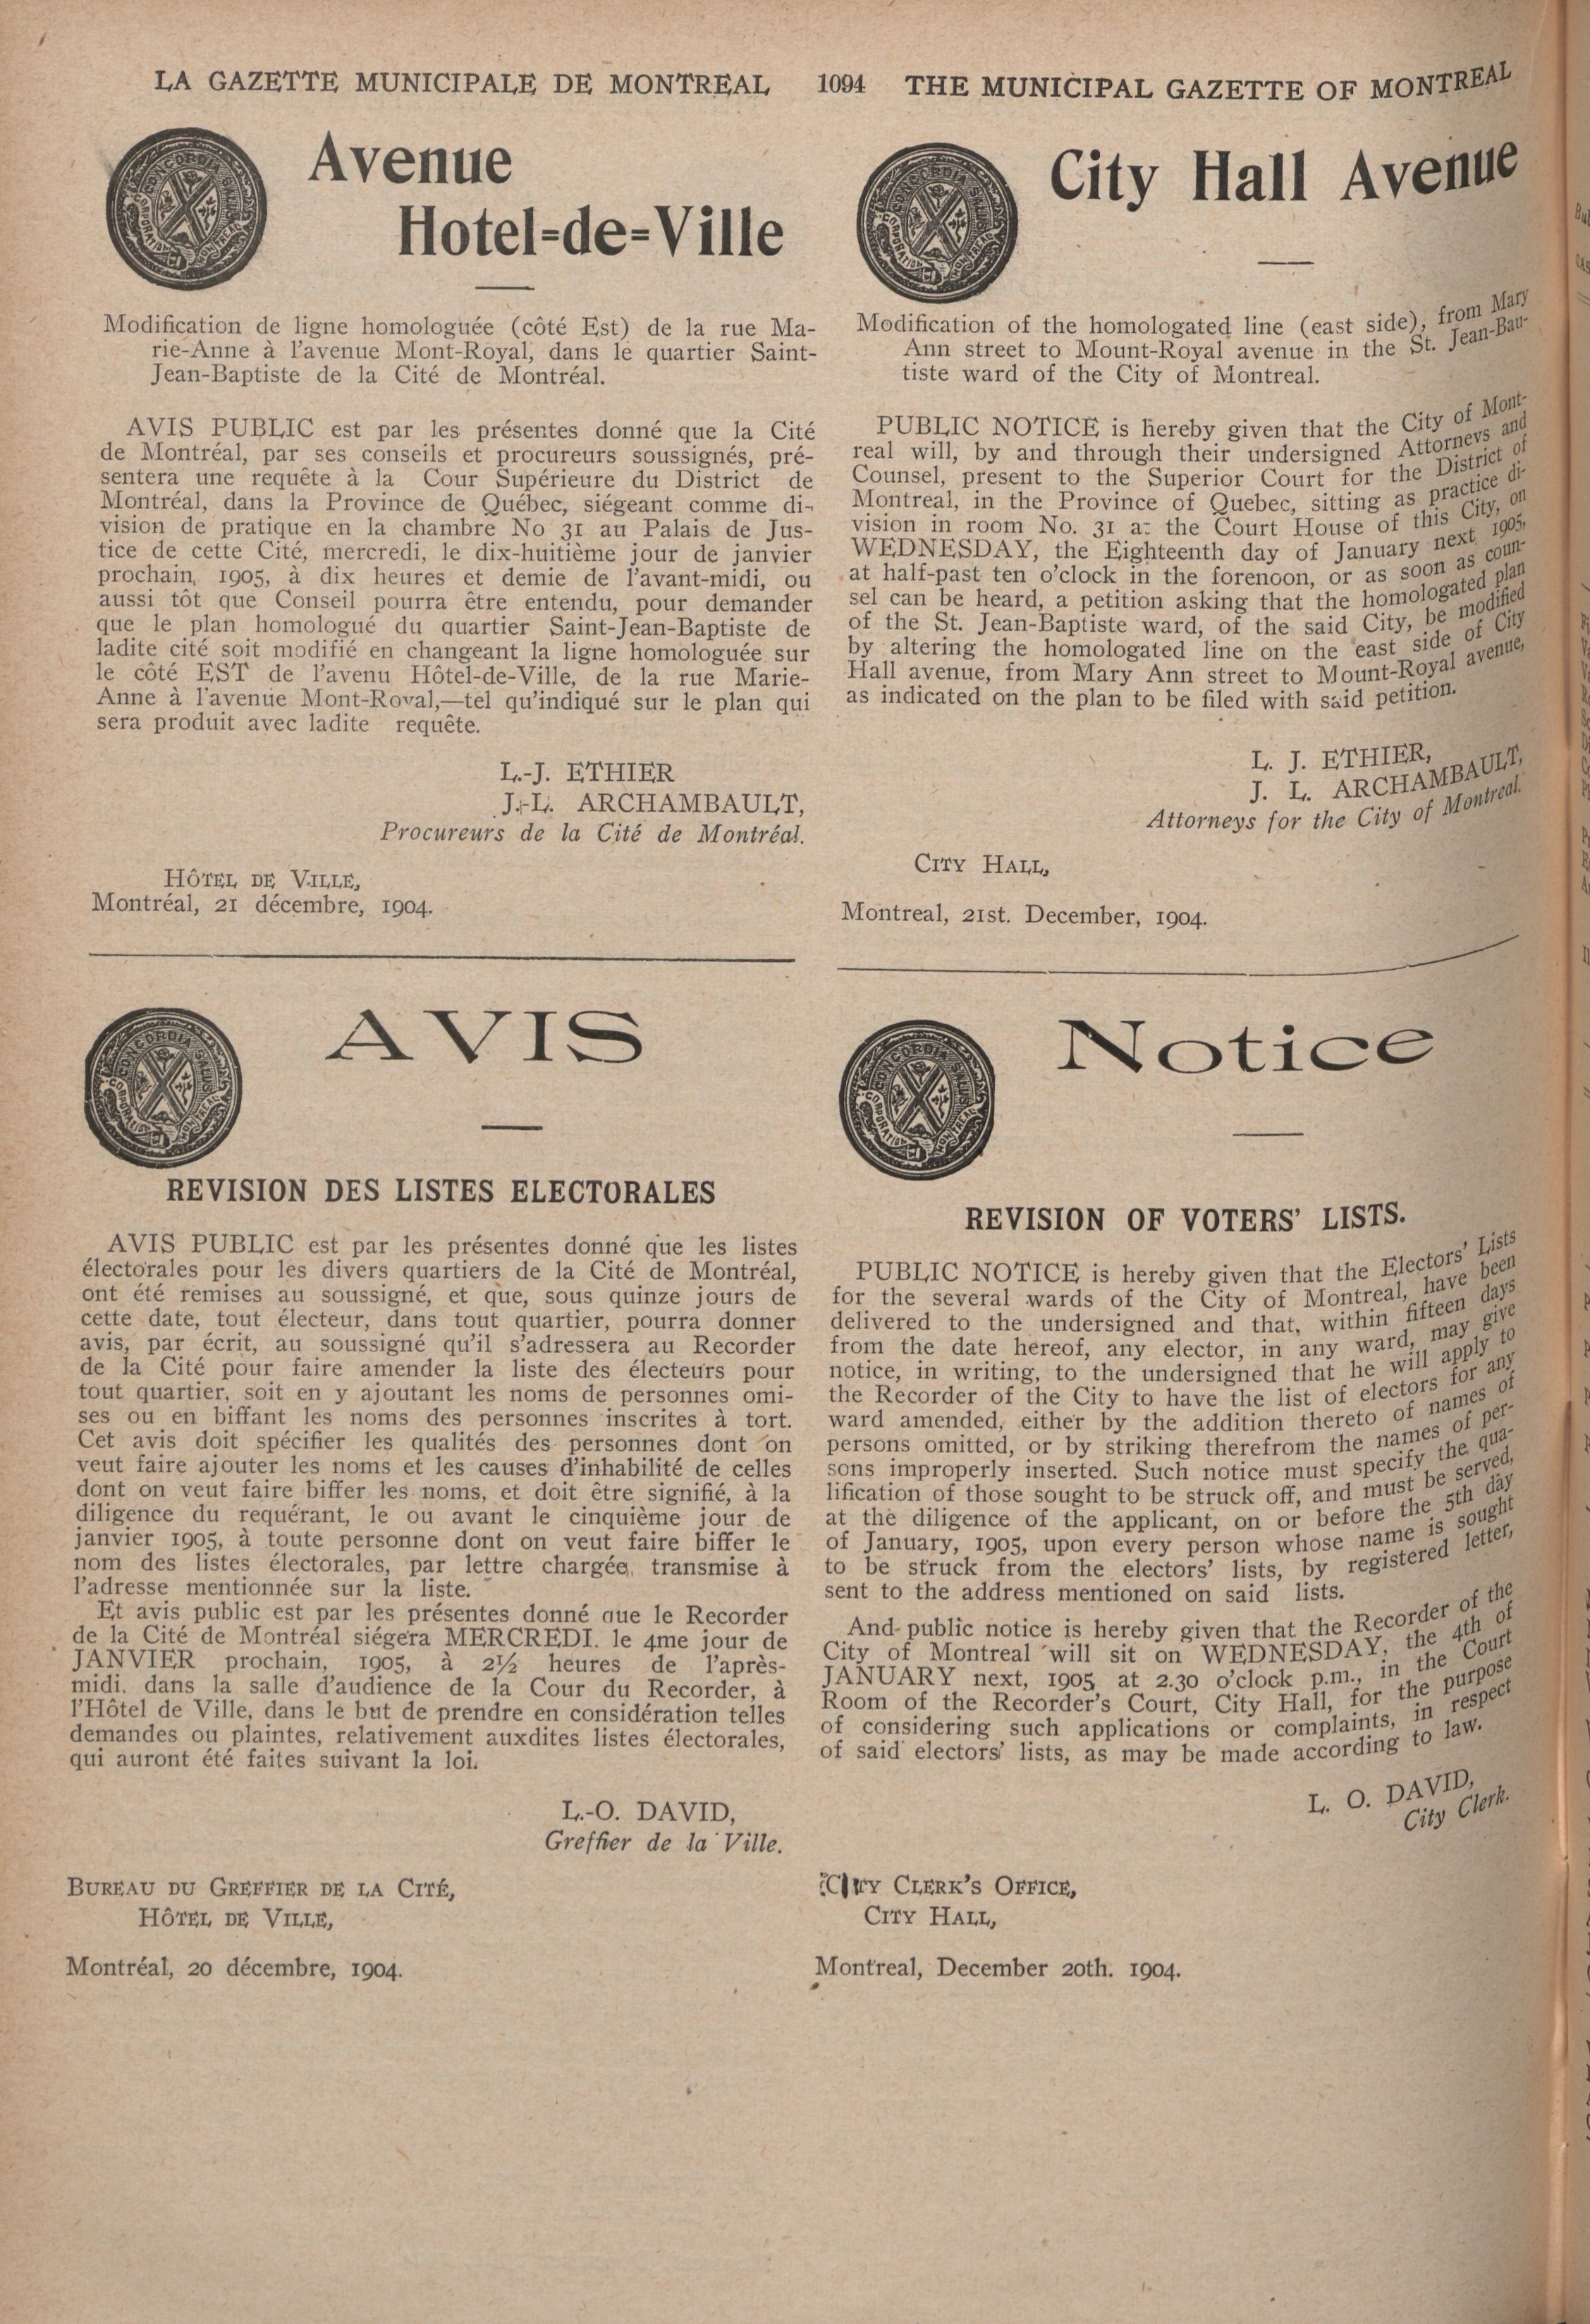 LA GAZETTE MUNICIPALE DE MONTREAL 1094 THE MUNICIPAL GAZETTE OF MONTREAL
Avenue
Hotel=de=Ville
Modification de ligne homologuée (côté Est) de la rue Ma-
rie-Anne à l'avenue Mont-Royal, dans le quartier Saint-
Jean-Baptiste de la Cité de Montréal.
AVIS PUBLIC est par les présentes donné que la Cité
de Montréal, par ses conseils et procureurs soussignés, pré-
sentera une requête à la Cour Supérieure du District de
Montréal, dans la Province de Québec, siégeant comme di-
vision de pratique en la chambre No 31 au Palais de Jus-
tice de cette Cité, mercredi, le dix-huitième jour de janvier
prochain, 1905, à dix heures et demie de l'avant-midi, ou
aussi tôt que Conseil pourra être entendu, pour demander
que le plan homologué du quartier Saint-Jean-Baptiste de
ladite cité soit modifié en changeant la ligne homologuée sur
le côté EST de l'avenu Hôtel-de-Ville, de la rue Marie-
Anne à l'avenue Mont-Royal,—tel qu'indiqué sur le plan qui
sera produit avec ladite requête.
L.-J. ETHIER
J.-L. ARCHAMBAULT,
Procureurs de la Cité de Montréal.
HÔTEL DE VILLE,
Montréal, 21 décembre, 1904.
City Hall Avenue
Modification of the homologated line (east side), from Mary
Ann street to Mount-Royal avenue in the St. Jean-Bau-
tiste ward of the City of Montreal.
PUBLIC NOTICE is hereby given that the City of Mont-
real will, by and through their undersigned Attorneys and
Counsel, present to the Superior Court for the District of
Montreal, in the Province of Quebec, sitting as practice di-
vision in room No. 31 at the Court House of this City, on
WEDNESDAY, the Eighteenth day of January next, 1905,
at half-past ten o'clock in the forenoon, or as soon as coun-
sel can be heard, a petition asking that the homologated plan
of the St. Jean-Baptiste ward, of the said City, be modified
by altering the homologated line on the east side of City
Hall avenue, from Mary Ann street to Mount-Royal avenue,
as indicated on the plan to be filed with said petition.
L. J. ETHIER,
J. L. ARCHAMBAULT,
Attorneys for the City of Montreal.
CITY HALL,
Montreal, 21st. December, 1904.
AVIS
REVISION DES LISTES ELECTORALES
AVIS PUBLIC est par les présentes donné que les listes
électorales pour les divers quartiers de la Cité de Montréal,
ont été remises au soussigné, et que, sous quinze jours de
cette date, tout électeur, dans tout quartier, pourra donner
avis, par écrit, au soussigné qu'il s'adressera au Recorder
de la Cité pour faire amender la liste des électeurs pour
tout quartier, soit en y ajoutant les noms de personnes omi-
ses ou en biffant les noms des personnes inscrites à tort.
Cet avis doit spécifier les qualités des personnes dont on
veut faire ajouter les noms et les causes d'inhabilité de celles
dont on veut faire biffer les noms, et doit être signifié, à la
diligence du requérant, le ou avant le cinquième jour de
janvier 1905, à toute personne dont on veut faire biffer le
nom des listes électorales, par lettre chargée, transmise à
l'adresse mentionnée sur la liste.
Et avis public est par les présentes donné que le Recorder
de la Cité de Montréal siégera MERCREDI. le 4me jour de
JANVIER prochain, 1905, à 2½ heures de l'après-
midi, dans la salle d'audience de la Cour du Recorder, à
l'Hôtel de Ville, dans le but de prendre en considération telles
demandes ou plaintes, relativement auxdites listes électorales,
qui auront été faites suivant la loi.
L.-O. DAVID,
Greffier de la Ville.
BUREAU DU GREFFIER DE LA CITÉ,
HÔTEL DE VILLE,
Montréal, 20 décembre, 1904.
Notice
REVISION OF VOTERS' LISTS.
PUBLIC NOTICE is hereby given that the Electors' Lists
for the several wards of the City of Montreal, have been
delivered to the undersigned and that, within fifteen days
from the date hereof, any elector, in any ward, may give
notice, in writing, to the undersigned that he will apply to
the Recorder of the City to have the list of electors for any
ward amended, either by the addition thereto of names of
persons omitted, or by striking therefrom the names of per-
sons improperly inserted. Such notice must specify the qua-
lification of those sought to be struck off, and must be served,
at the diligence of the applicant, on or before the 5th day
of January, 1905, upon every person whose name is sought
to be struck from the electors' lists, by registered letter,
sent to the address mentioned on said lists.
And public notice is hereby given that the Recorder of the
City of Montreal will sit on WEDNESDAY, the 4th of
JANUARY next, 1905 at 2.30 o'clock p.m., in the Court
Room of the Recorder's Court, City Hall, for the purpose
of considering such applications or complaints, in respect
of said electors' lists, as may be made according to law.
L. O. DAVID,
City Clerk.
CITY CLERK'S OFFICE,
CITY HALL,
Montreal, December 20th. 1904.